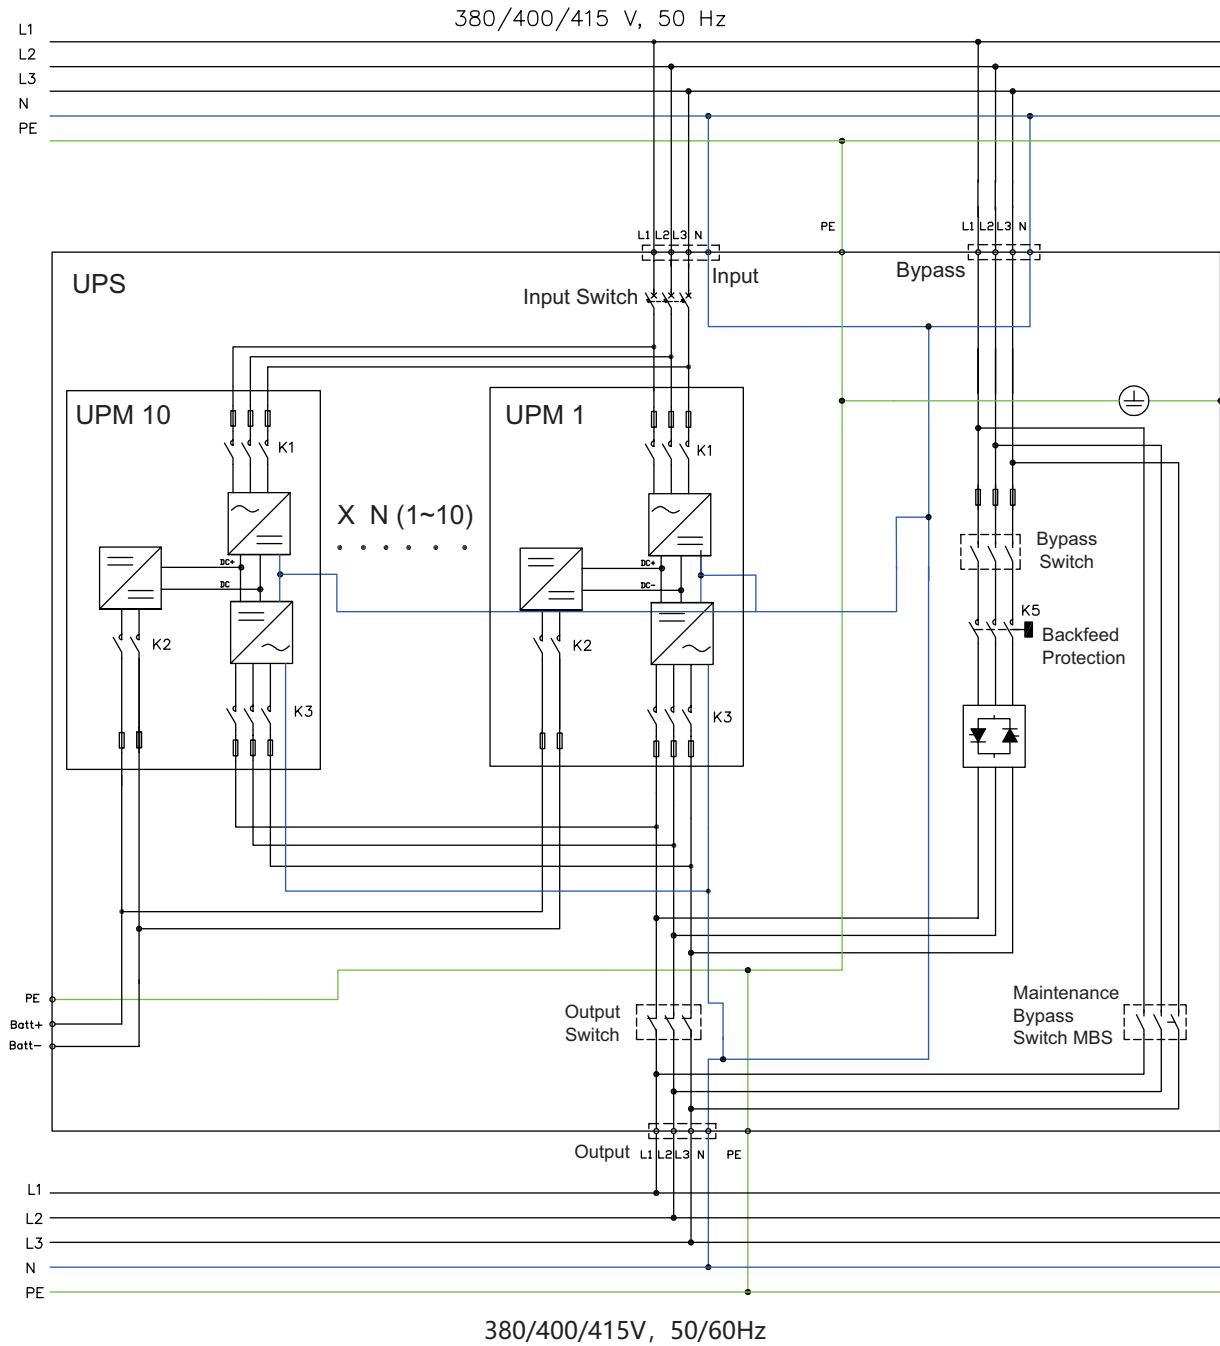 380/400/415 V, 50 Hz
L1
L2
L3
N
PE
L1 L2 L3 N
PE
L1 L2 L3 N
UPS
Input
Bypass
Input Switch
UPM 10
UPM 1
K1
K1
X N (1~10)
Bypass
Switch
DC+
DC
DC+
DC-
K2
K2
K5
Backfeed
Protection
K3
K3
PE
Batt+
Batt-
Output
Switch
Maintenance
Bypass
Switch MBS
Output L1 L2 L3 N PE
L1
L2
L3
N
PE
380/400/415V, 50/60Hz